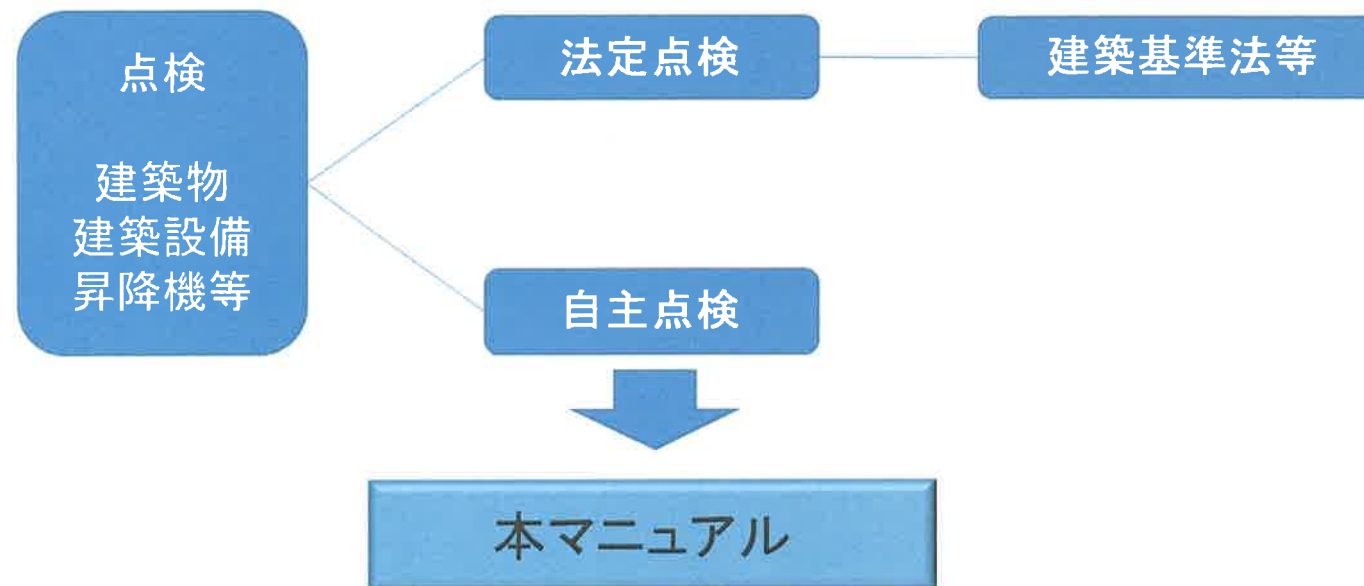 点検
建築物
建築設備
昇降機等
法定点検
建築基準法等
自主点検
本マニュアル